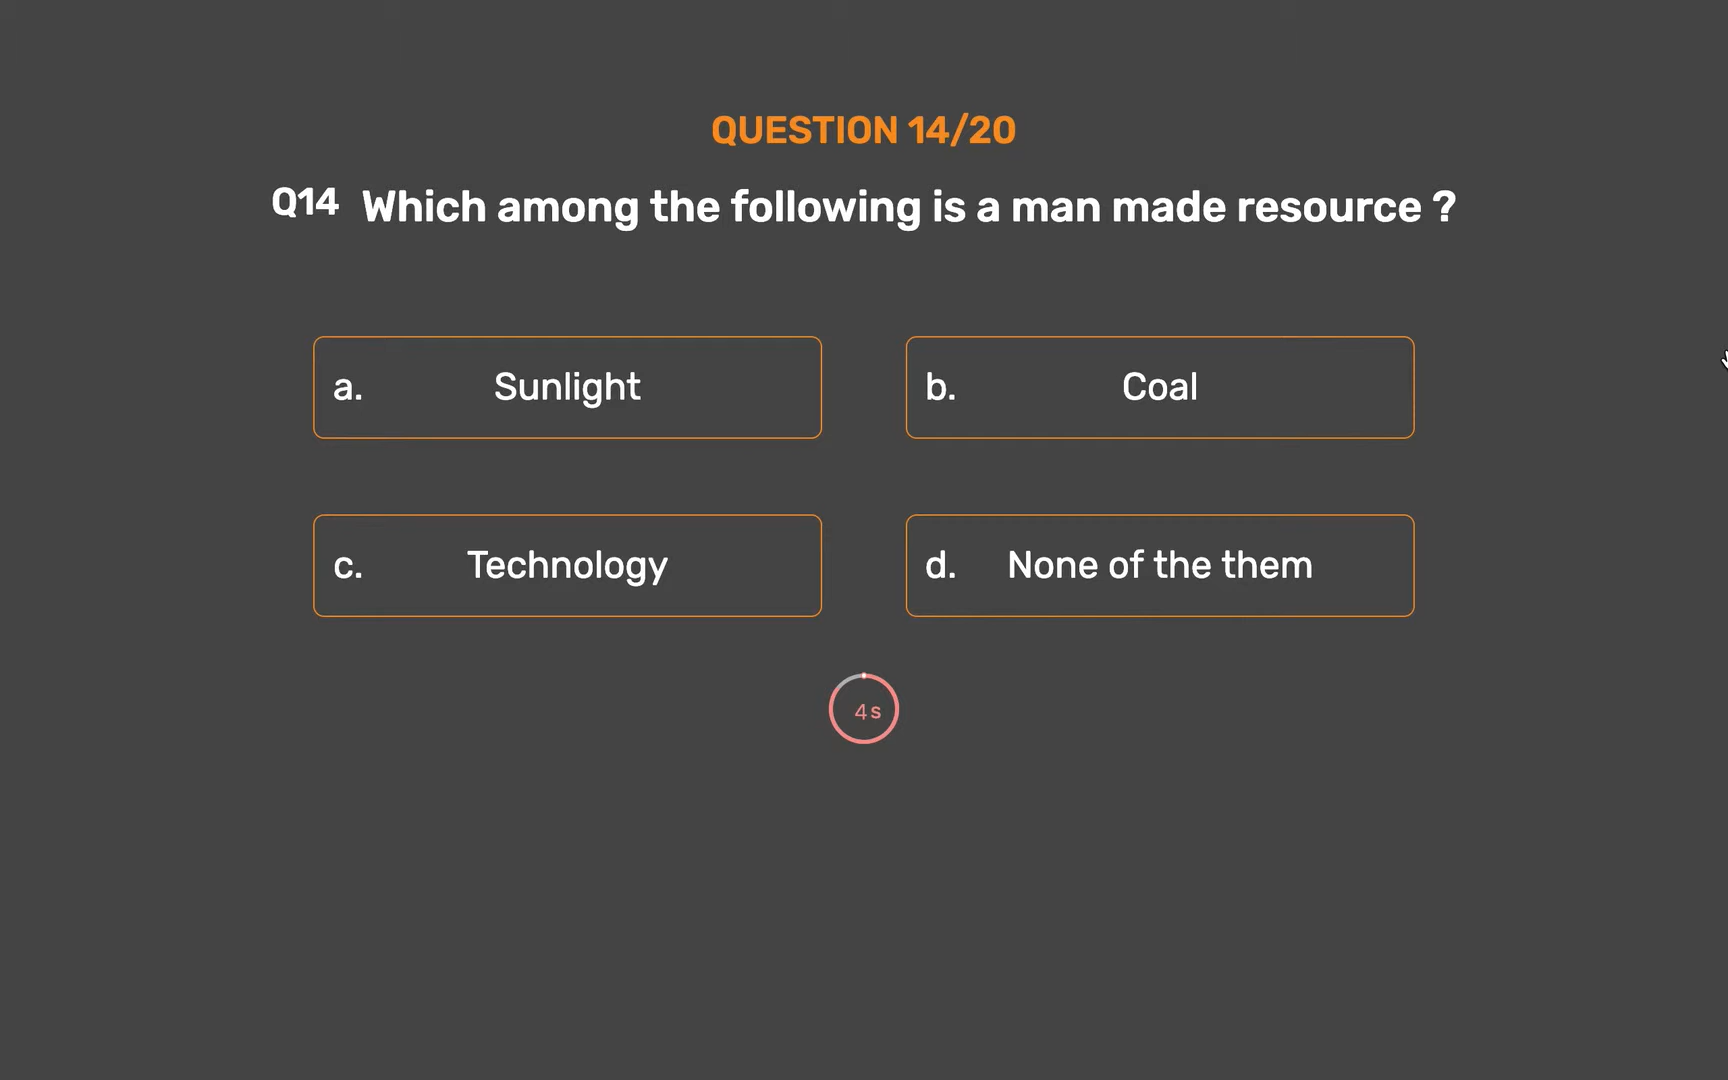 QUESTION 14/20
Q14 Which among the following is a man made resource ?
a. Sunlight
b. Coal
c. Technology
d. None of the them
4 s